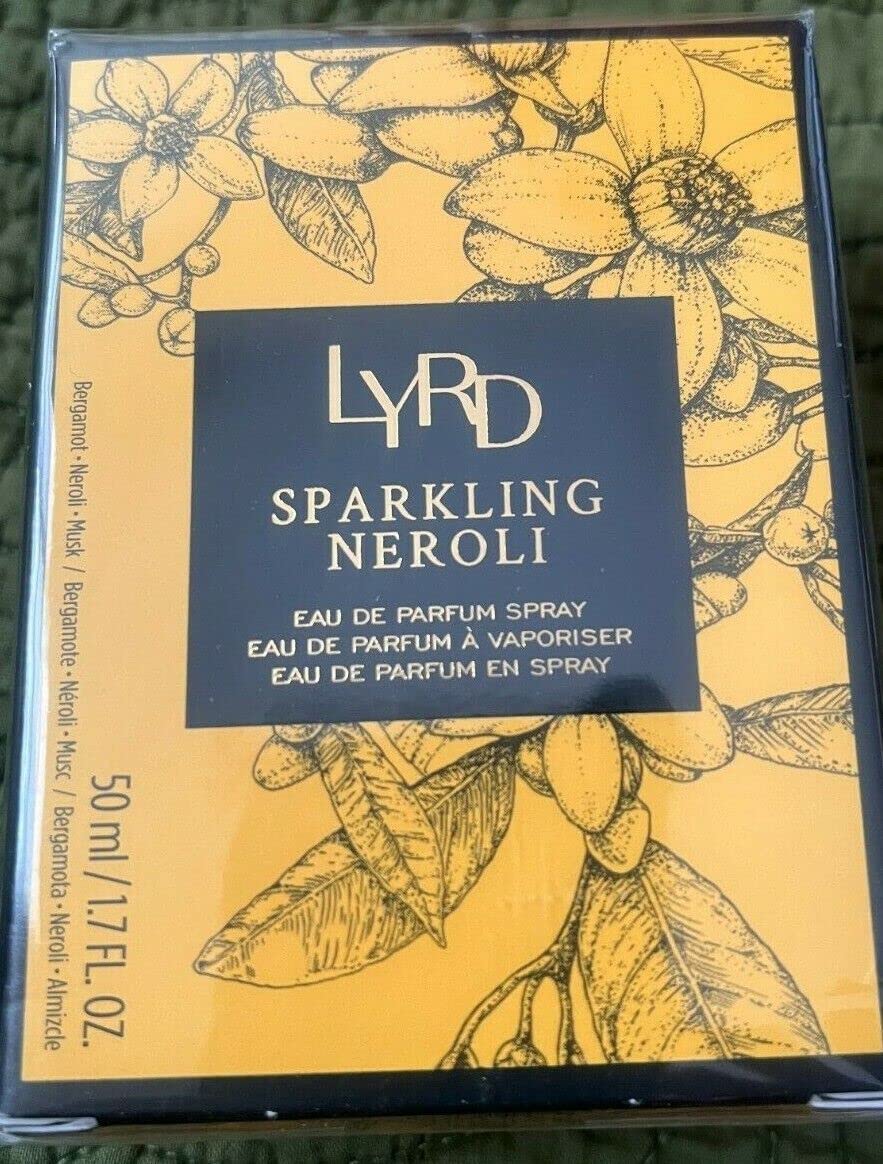 LYRD
SPARKLING
NEROLI
EAU DE PARFUM SPRAY
EAU DE PARFUM À VAPORISER
EAU DE PARFUM EN SPRAY
Bergamot • Neroli • Musk / Bergamote • Néroli • Musc / Bergamota • Neroli • Almizcle
50 ml / 1.7 FL. OZ.